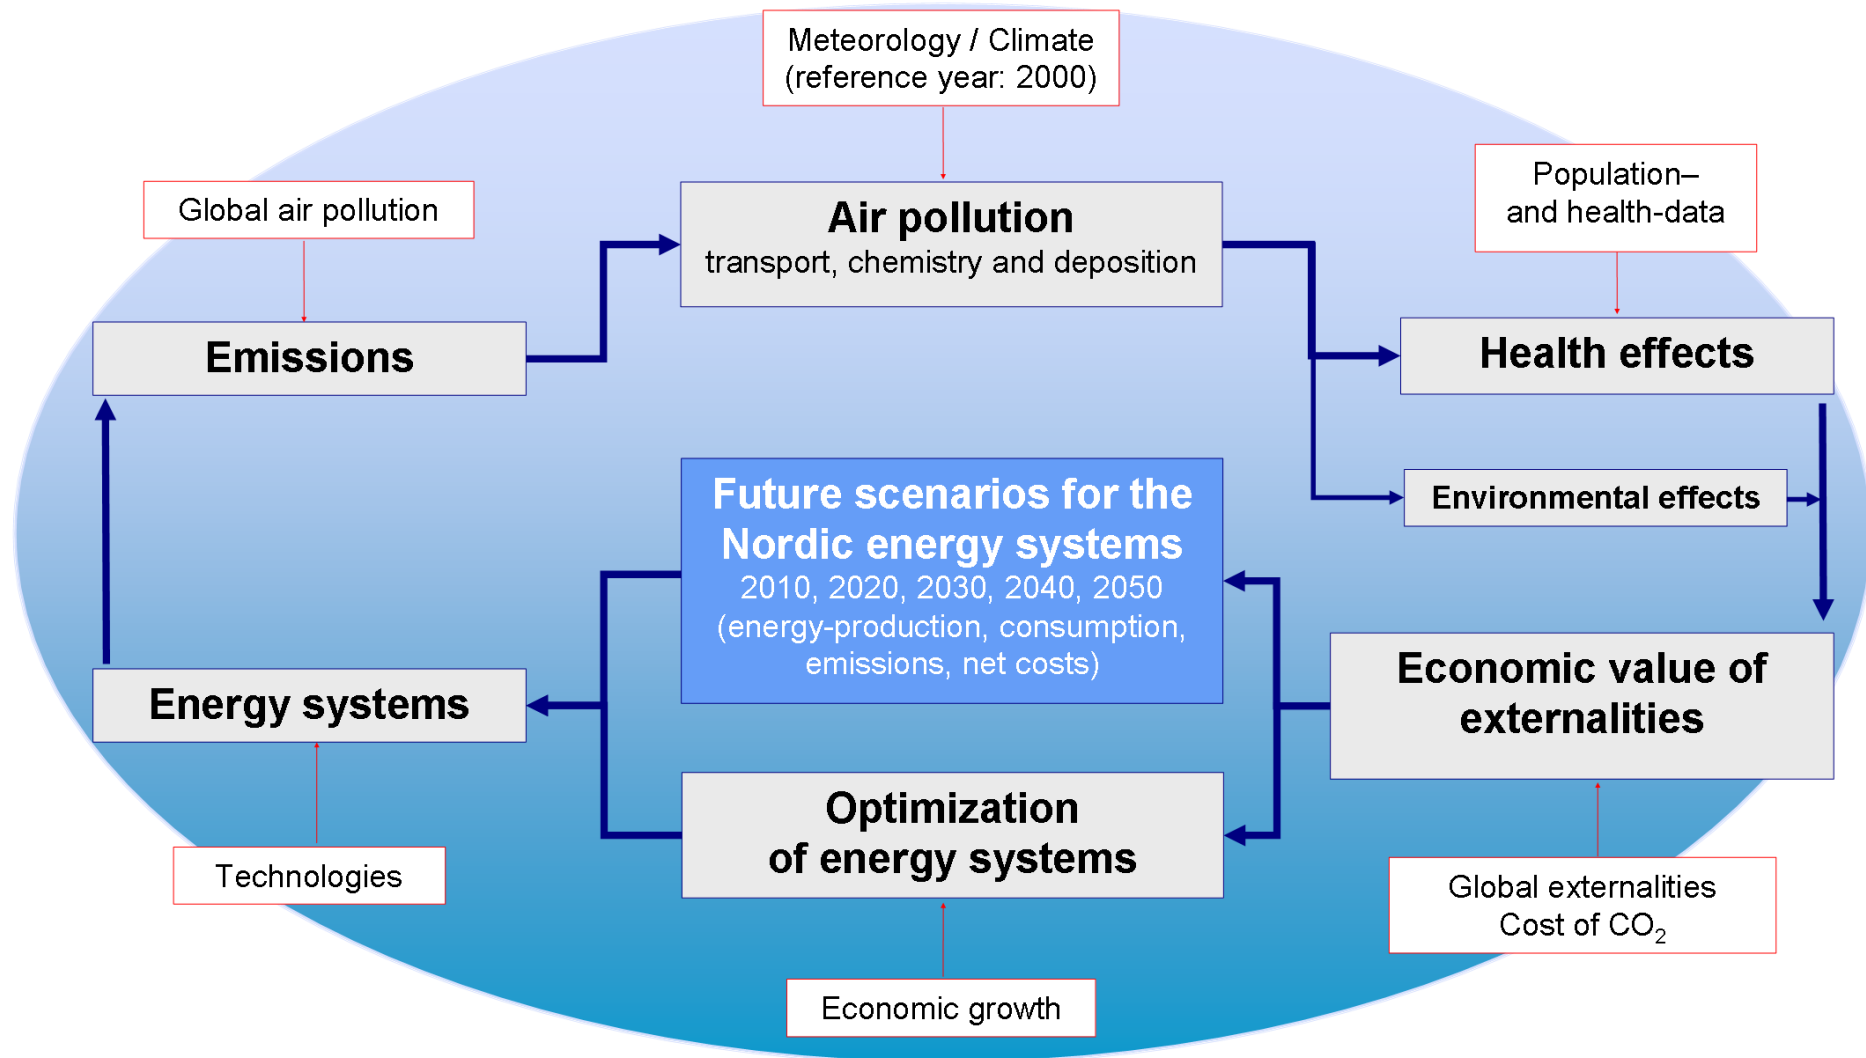 Meteorology / Climate
(reference year: 2000)
Global air pollution
Air pollution
transport, chemistry and deposition
Population–
and health-data
Emissions
Health effects
Environmental effects
Future scenarios for the
Nordic energy systems
2010, 2020, 2030, 2040, 2050
(energy-production, consumption,
emissions, net costs)
Energy systems
Economic value of
externalities
Optimization
of energy systems
Technologies
Global externalities
Cost of CO₂
Economic growth